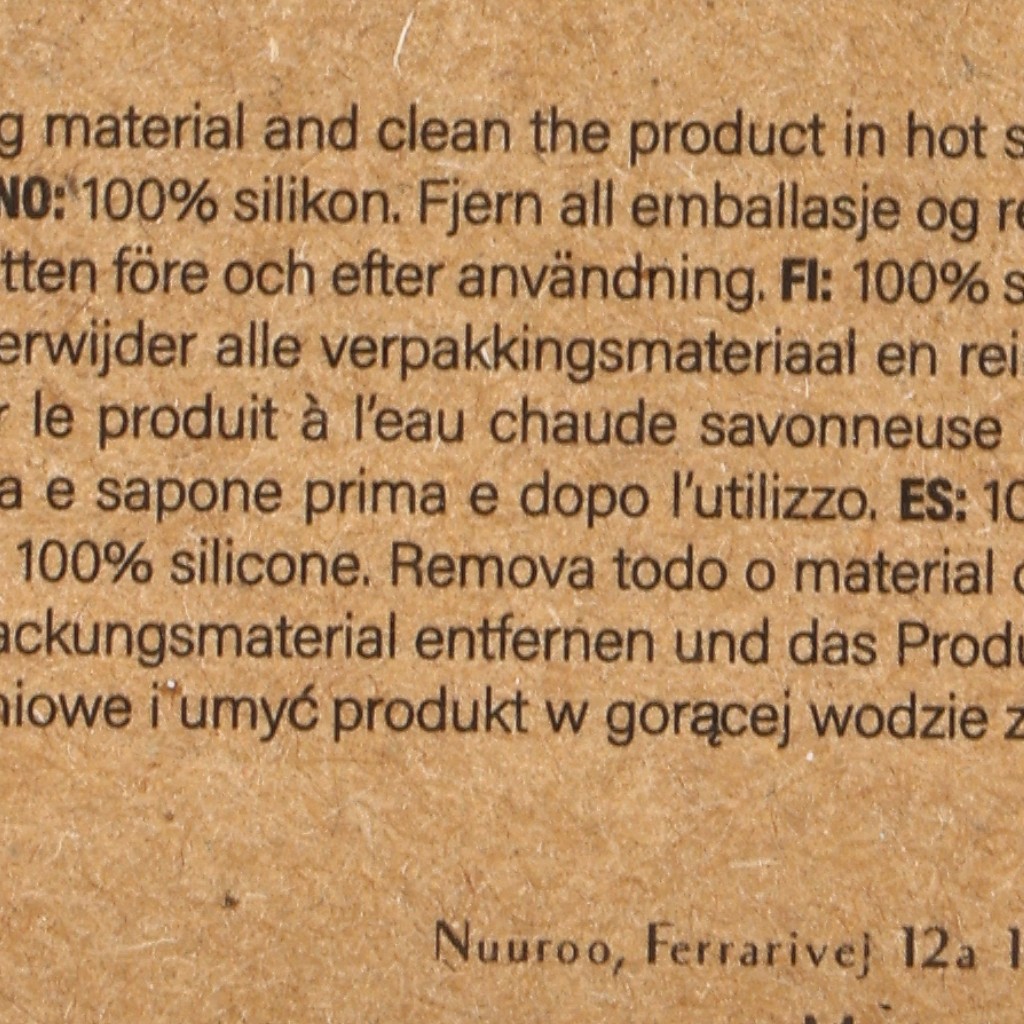 g material and clean the product in hot s
NO: 100% silikon. Fjern all emballasje og re
tten före och efter användning. FI: 100% s
erwijder alle verpakkingsmateriaal en rei
r le produit à l'eau chaude savonneuse
a e sapone prima e dopo l'utilizzo. ES: 10
100% silicone. Remova todo o material
ackungsmaterial entfernen und das Produ
niowe i umyć produkt w gorącej wodzie z
Nuuroo, Ferrarivej 12a 1